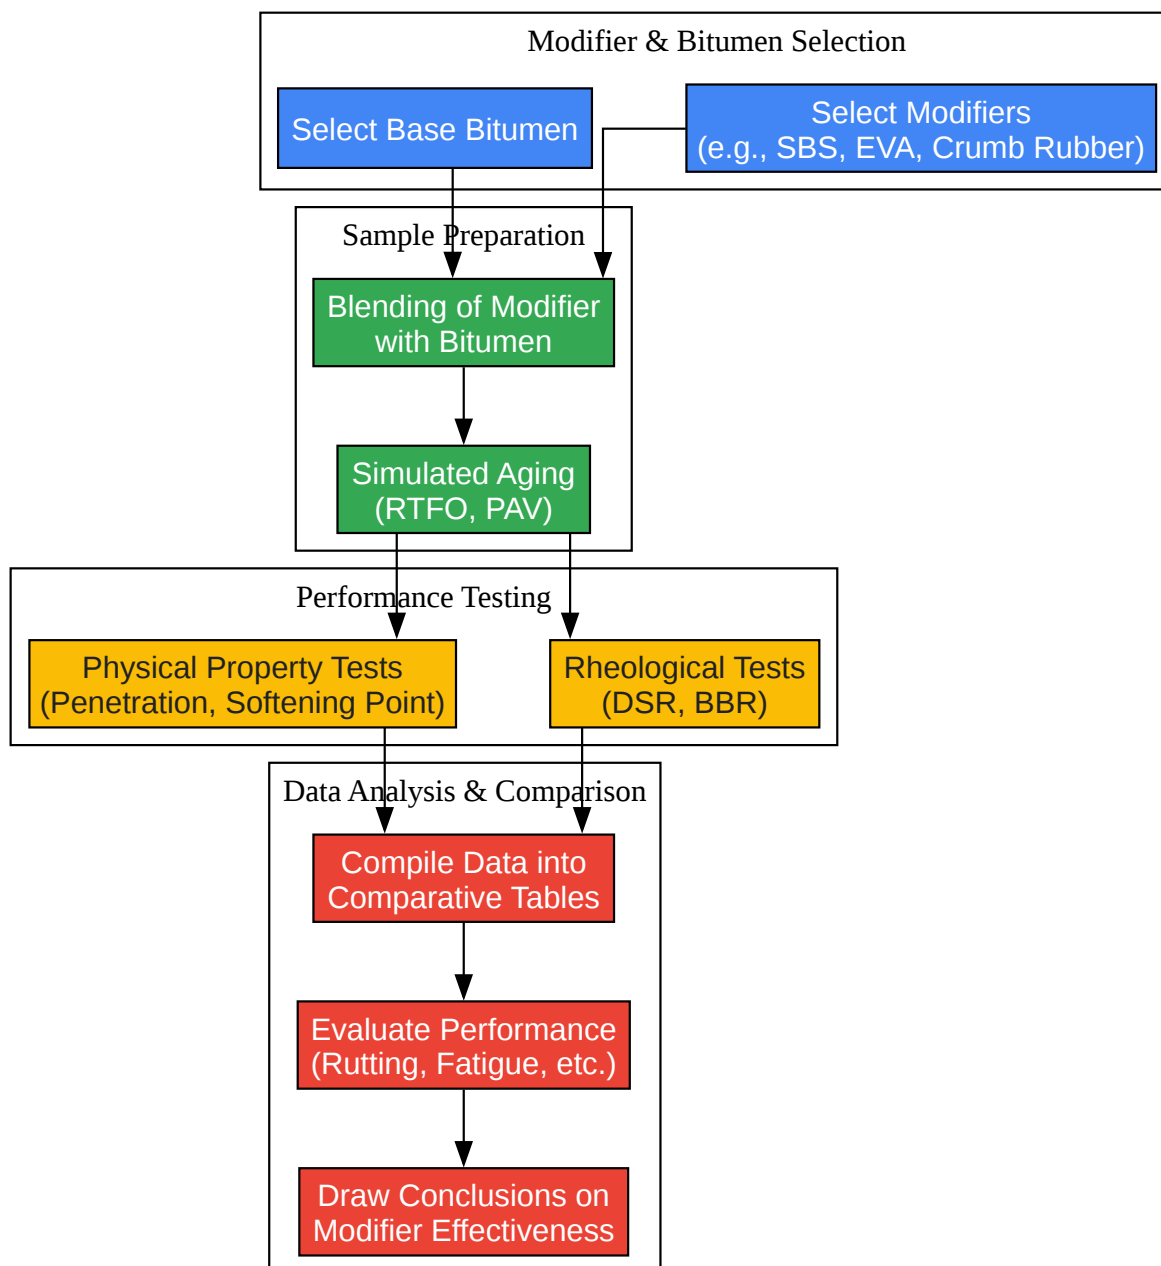 Modifier & Bitumen Selection
Select Base Bitumen
Select Modifiers
(e.g., SBS, EVA, Crumb Rubber)
Sample Preparation
Blending of Modifier
with Bitumen
Simulated Aging
(RTFO, PAV)
Performance Testing
Physical Property Tests
(Penetration, Softening Point)
Rheological Tests
(DSR, BBR)
Data Analysis & Comparison
Compile Data into
Comparative Tables
Evaluate Performance
(Rutting, Fatigue, etc.)
Draw Conclusions on
Modifier Effectiveness